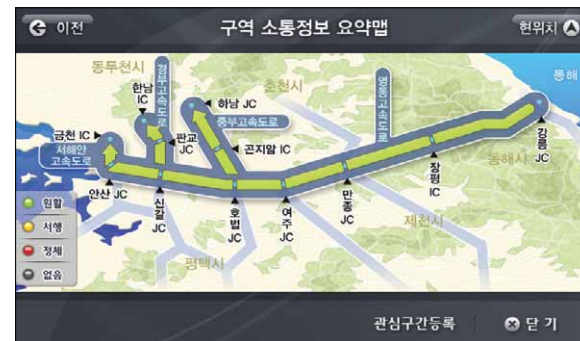 이전
구역 소통정보 요약맵
현위치
동두천시
경부고속도로
한남
IC
하남 JC
춘천시
영동고속도로
동해
금천 IC
서해안
고속도로
판교
JC
중부고속도로
곤지암 IC
강릉
JC
동해시
안산 JC
신갈
JC
호법
JC
여주
JC
만종
JC
장평
IC
제천시
평택시
원활
서행
정체
없음
관심구간등록
닫 기